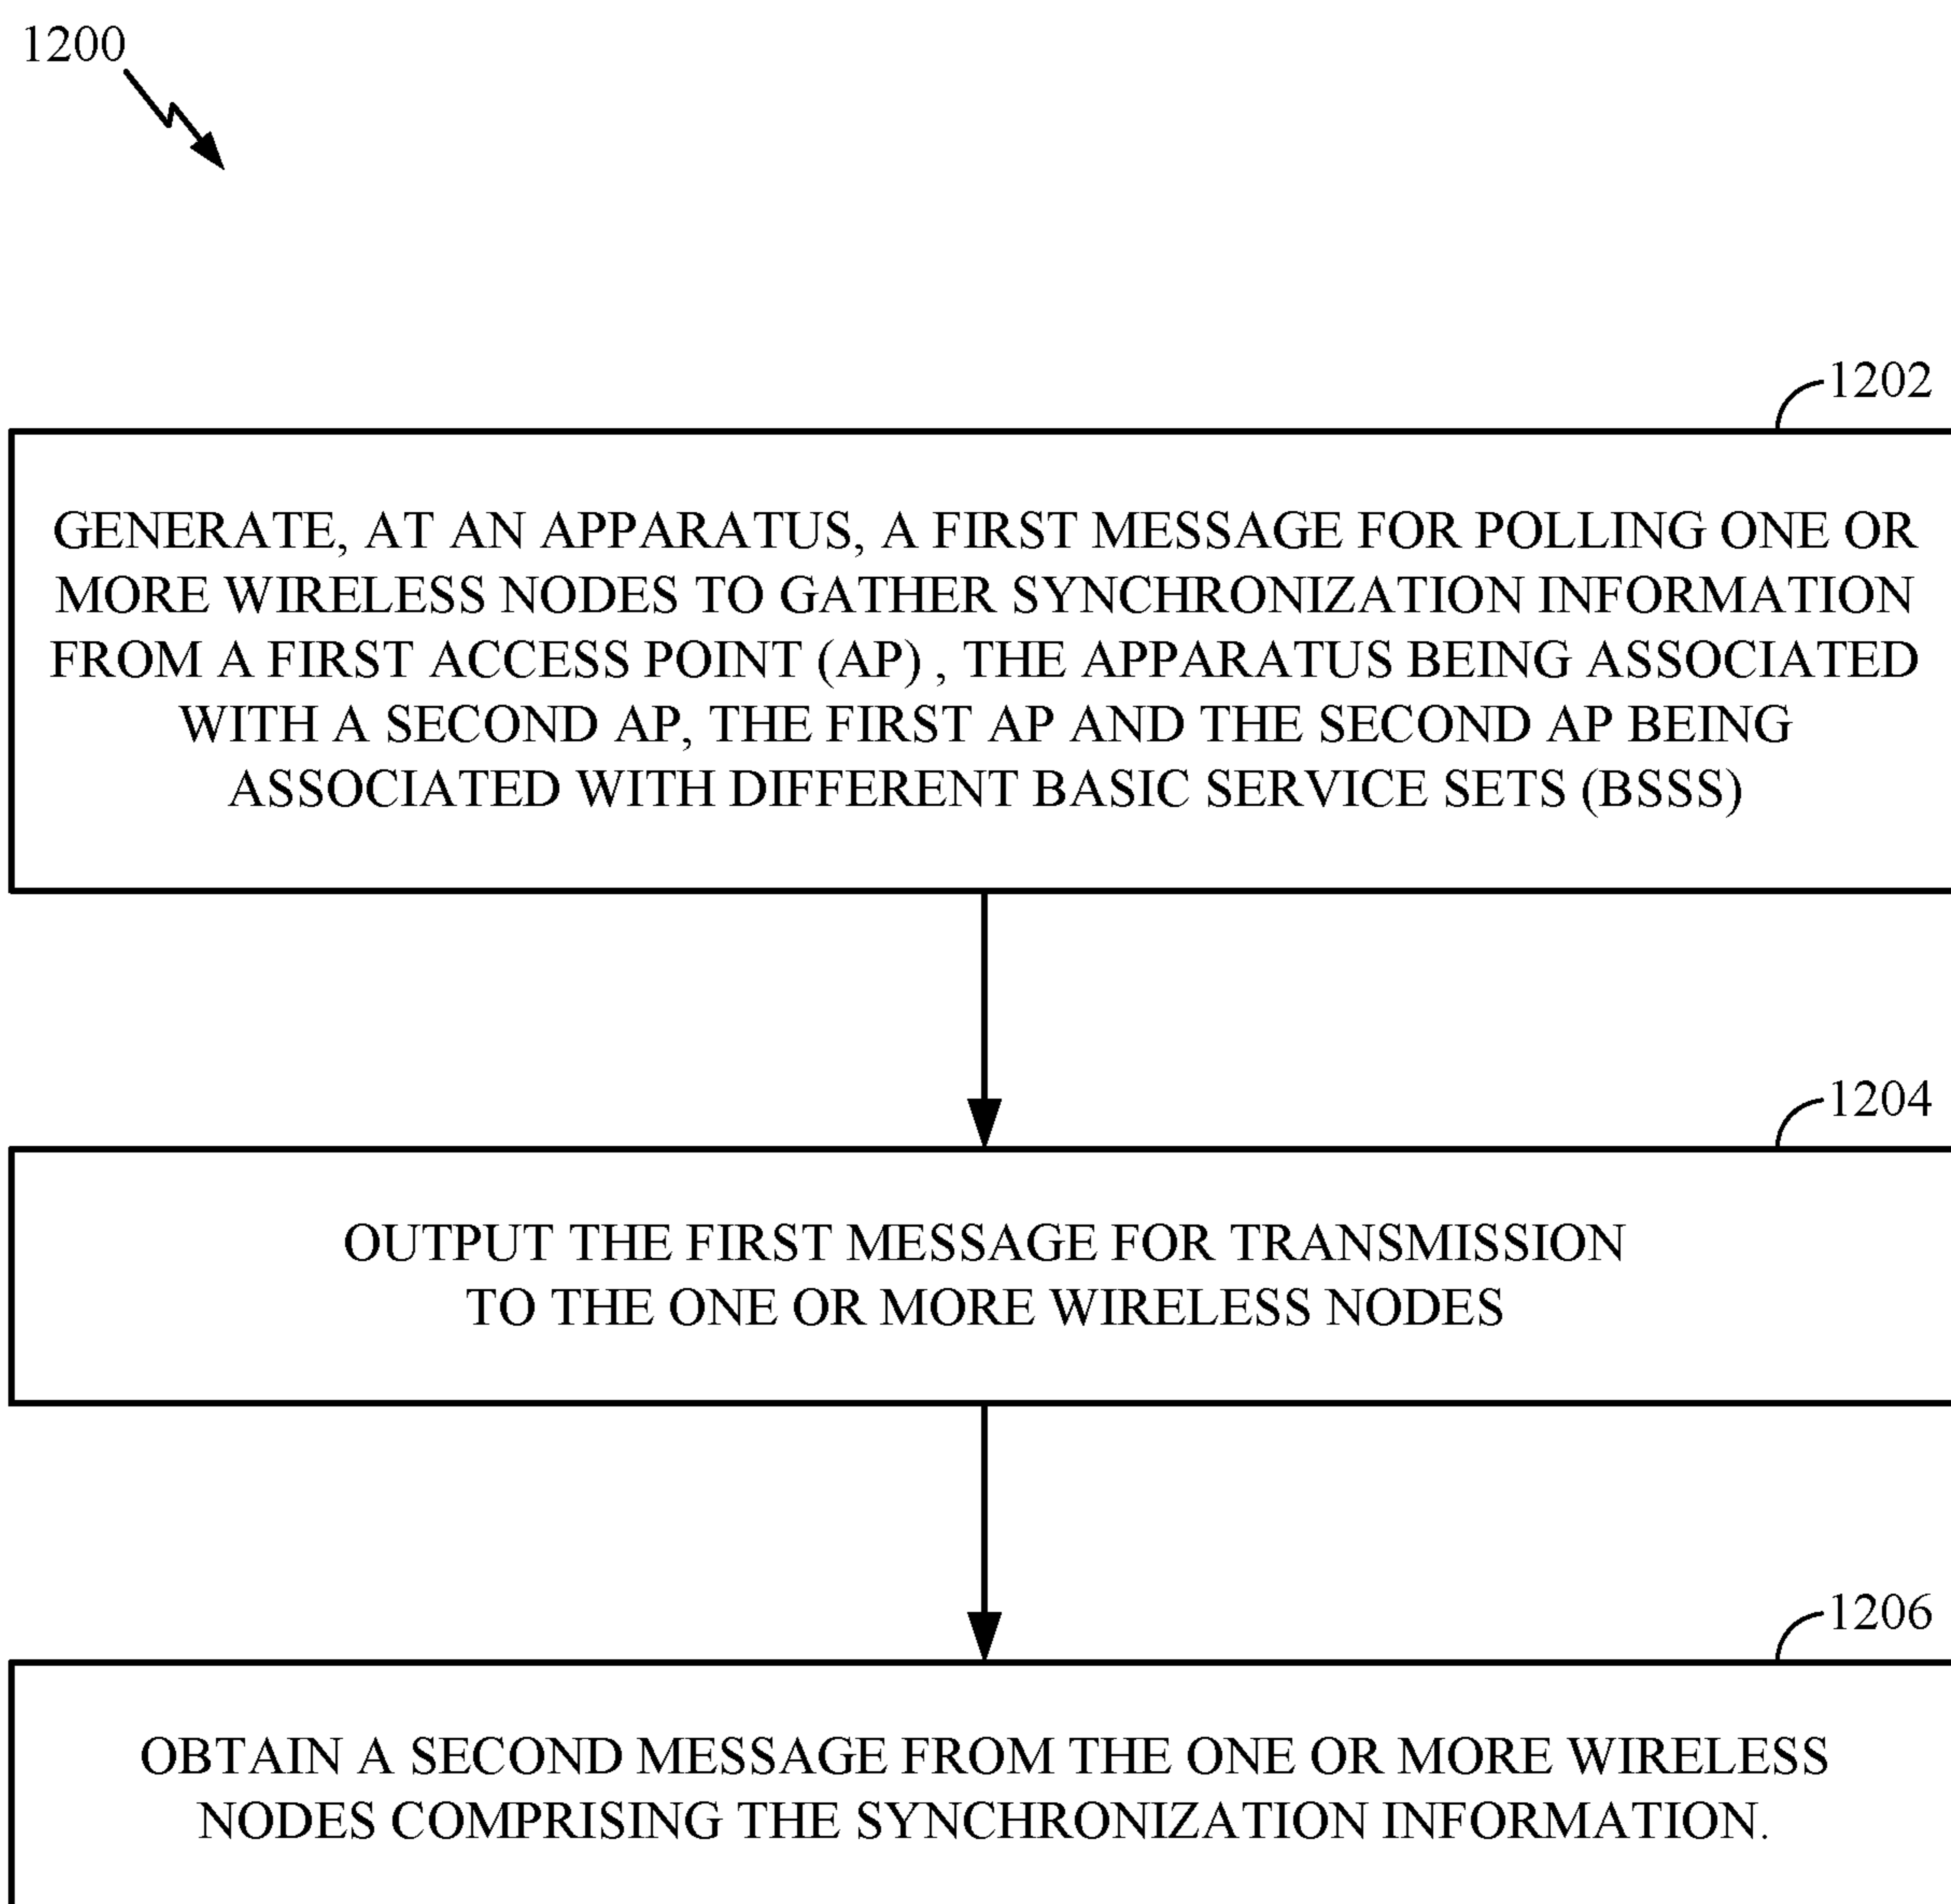 1200
1202
GENERATE, AT AN APPARATUS, A FIRST MESSAGE FOR POLLING ONE OR
MORE WIRELESS NODES TO GATHER SYNCHRONIZATION INFORMATION
FROM A FIRST ACCESS POINT (AP) , THE APPARATUS BEING ASSOCIATED
WITH A SECOND AP, THE FIRST AP AND THE SECOND AP BEING
ASSOCIATED WITH DIFFERENT BASIC SERVICE SETS (BSSS)
1204
OUTPUT THE FIRST MESSAGE FOR TRANSMISSION
TO THE ONE OR MORE WIRELESS NODES
1206
OBTAIN A SECOND MESSAGE FROM THE ONE OR MORE WIRELESS
NODES COMPRISING THE SYNCHRONIZATION INFORMATION.